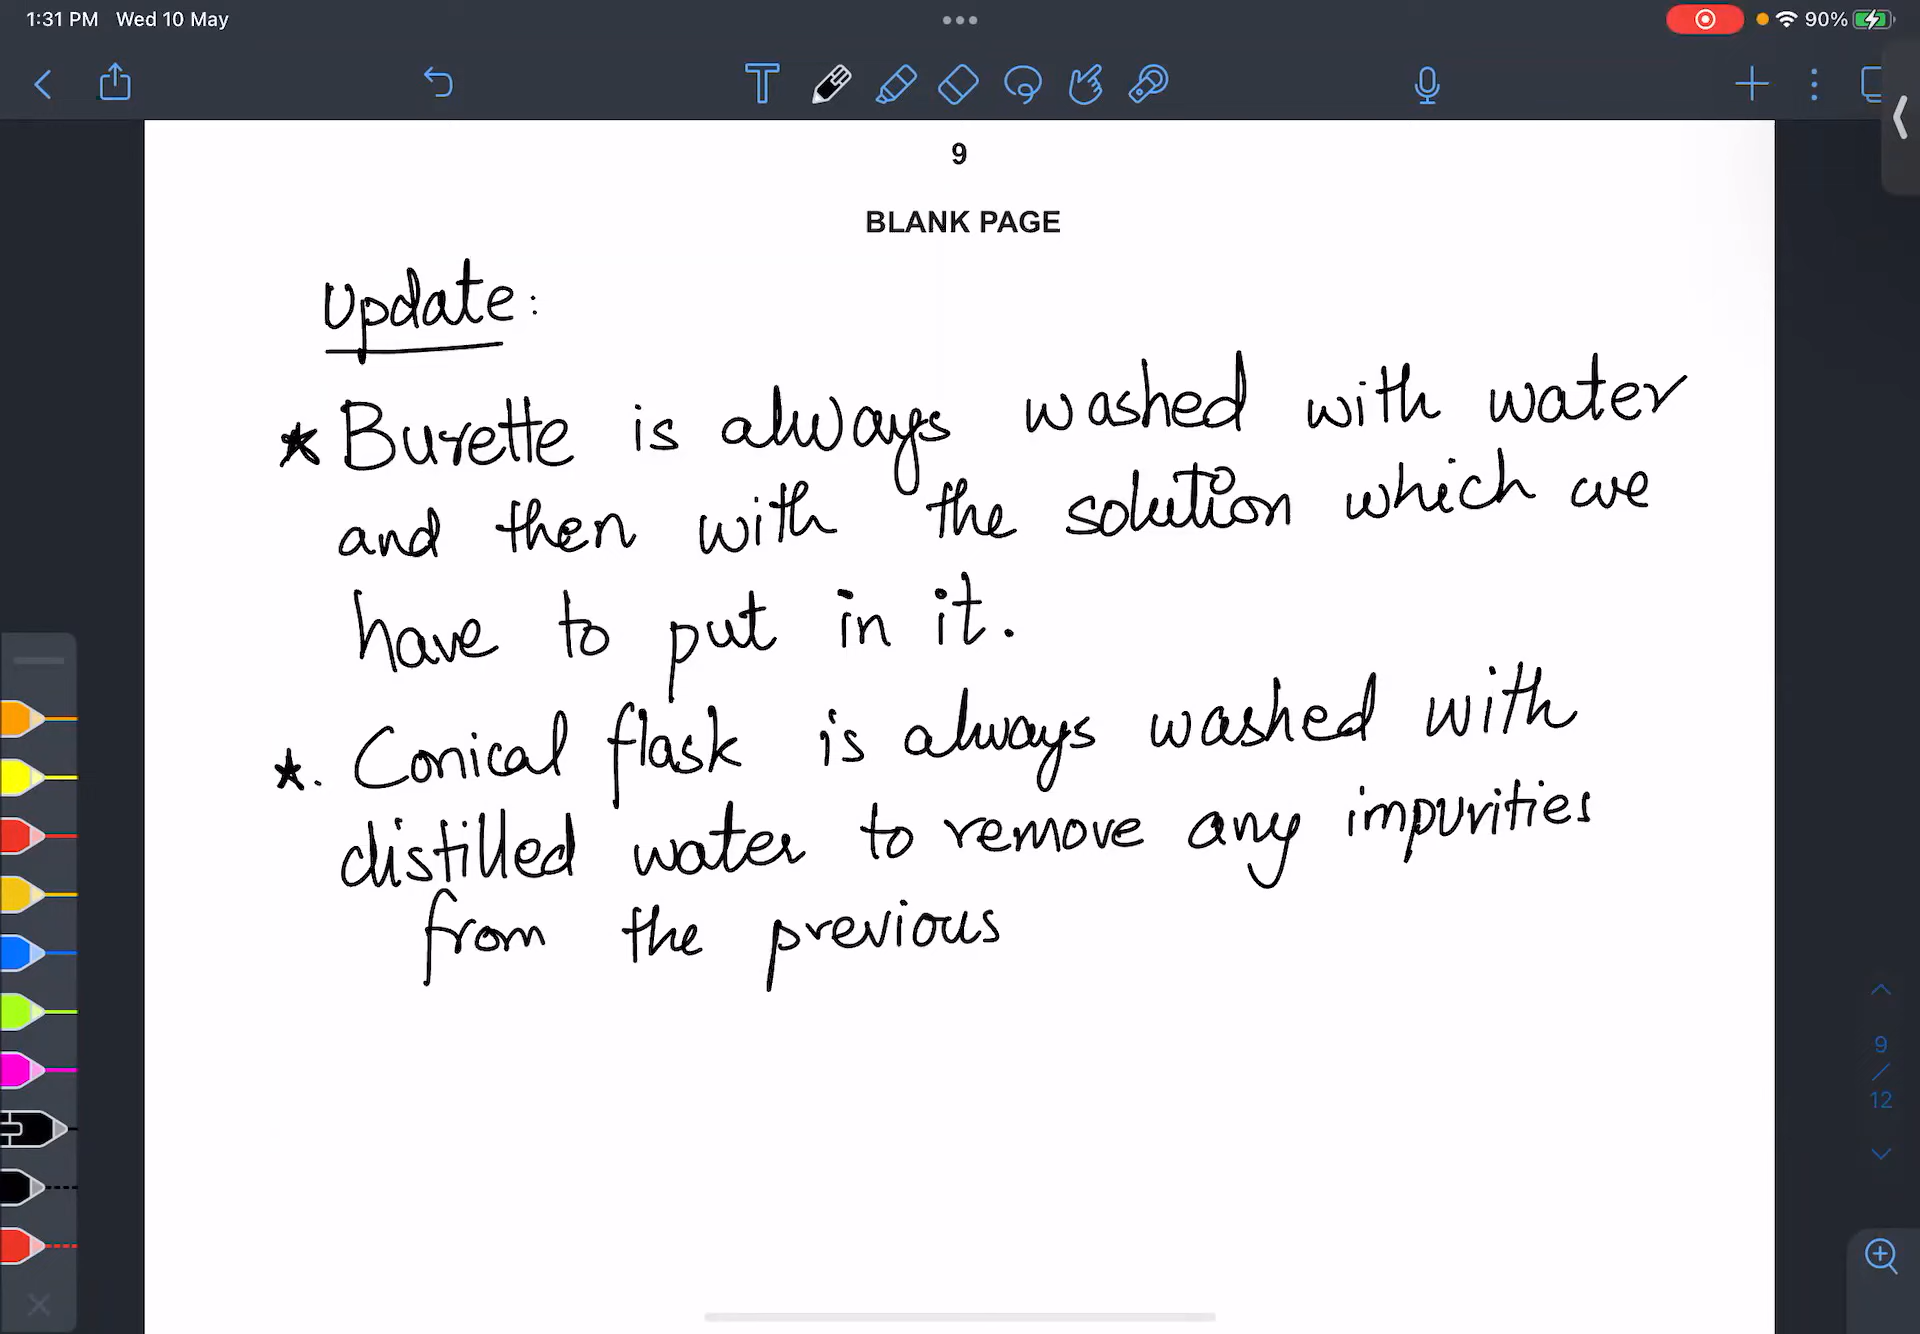 1:31 PM Wed 10 May
90%
9
BLANK PAGE
Update:
★ Burette is always washed with water
and then with the solution which we
have to put in it.
★. Conical flask is always washed with
distilled water to remove any impurities
from the previous
9
/
12